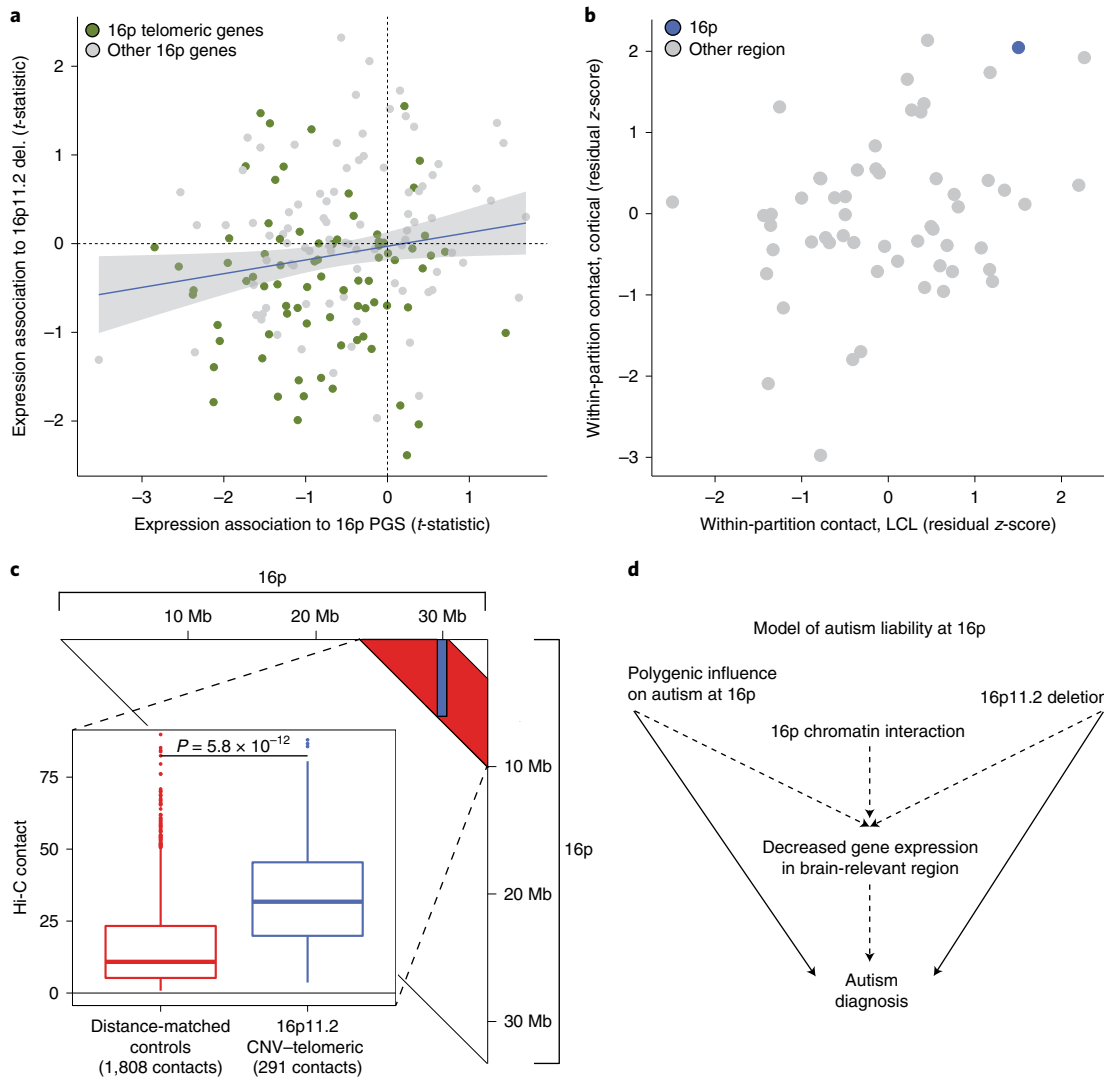 a
16p telomeric genes
Other 16p genes
Expression association to 16p11.2 del. (t-statistic)
2
1
0
–1
–2
–3
–2
–1
0
1
Expression association to 16p PGS (t-statistic)
b
16p
Other region
Within-partition contact, cortical (residual z-score)
2
1
0
–1
–2
–3
–2
–1
0
1
2
Within-partition contact, LCL (residual z-score)
c
16p
10 Mb
20 Mb
30 Mb
10 Mb
20 Mb
30 Mb
16p
P = 5.8 × 10⁻¹²
Hi-C contact
75
50
25
0
Distance-matched
controls
(1,808 contacts)
16p11.2
CNV–telomeric
(291 contacts)
d
Model of autism liability at 16p
Polygenic influence
on autism at 16p
16p11.2 deletion
16p chromatin interaction
Decreased gene expression
in brain-relevant region
Autism
diagnosis